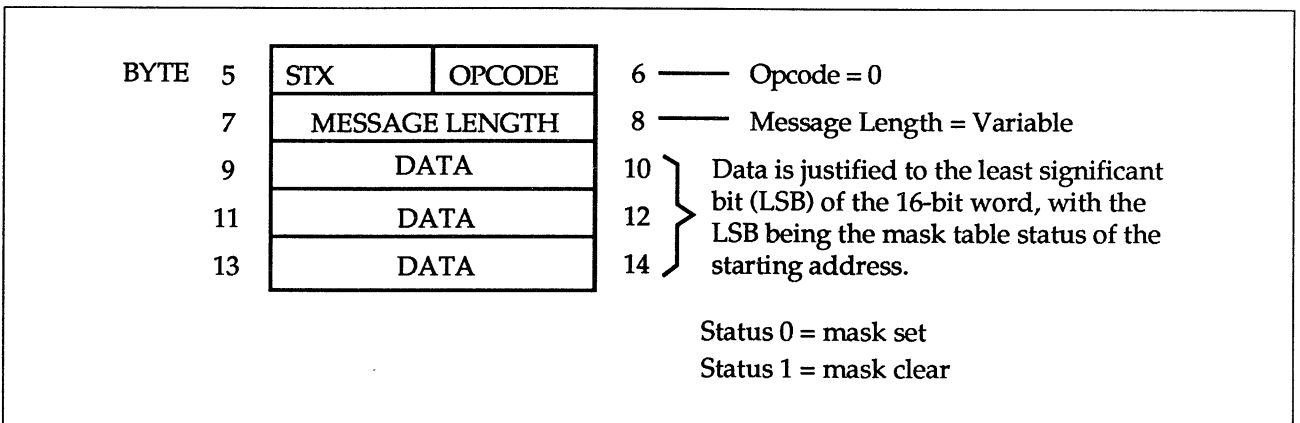 BYTE 5 STX OPCODE 6 Opcode = 0
7 MESSAGE LENGTH 8 Message Length = Variable
9 DATA 10 Data is justified to the least significant
bit (LSB) of the 16-bit word, with the
11 DATA 12 LSB being the mask table status of the
13 DATA 14 starting address.
Status 0 = mask set
Status 1 = mask clear